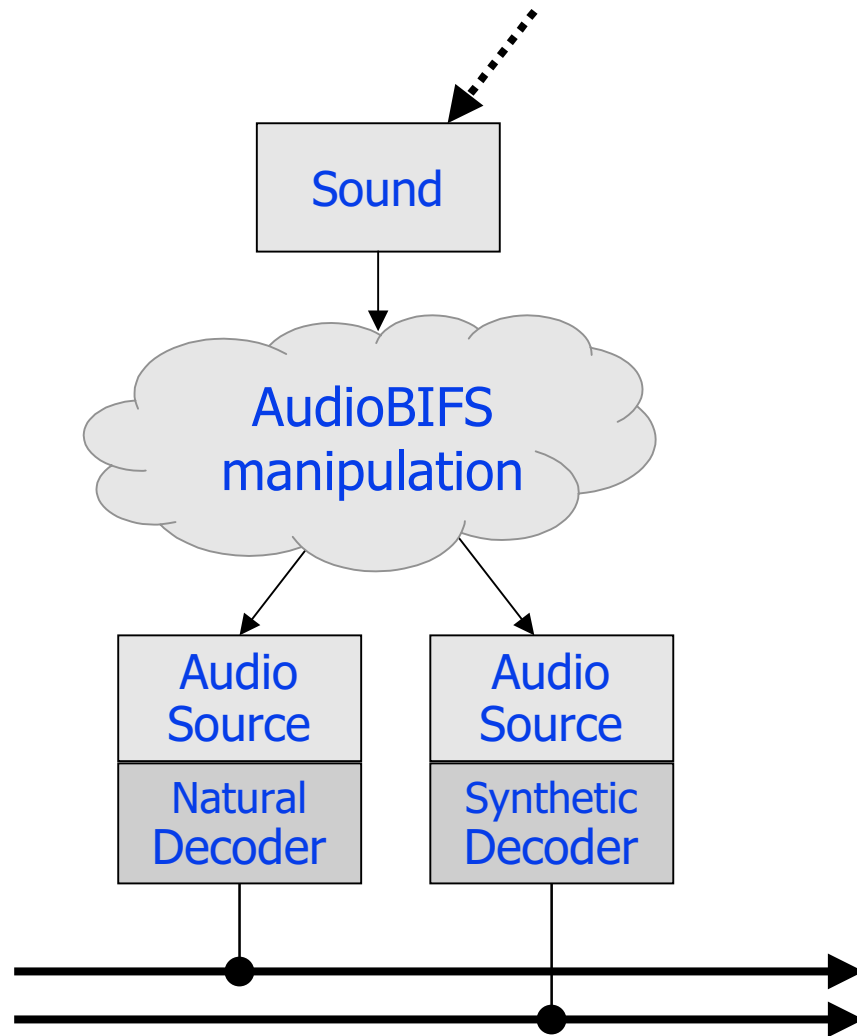 Sound
AudioBIFS
manipulation
Audio
Source
Natural
Decoder
Audio
Source
Synthetic
Decoder